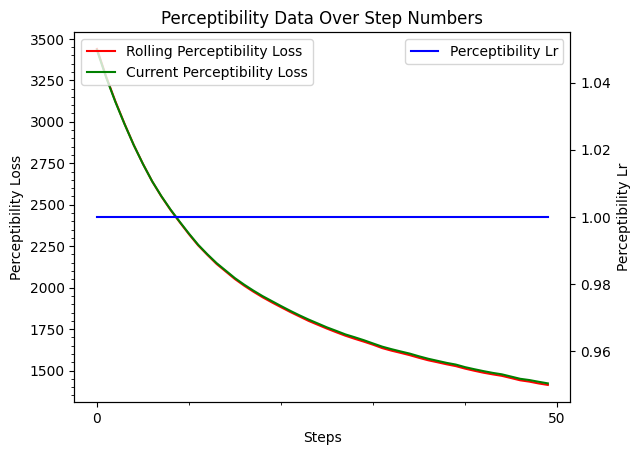 Perceptibility Data Over Step Numbers
Rolling Perceptibility Loss
Current Perceptibility Loss
Perceptibility Lr
3500
3250
3000
2750
2500
2250
2000
1750
1500
Perceptibility Loss
1.04
1.02
1.00
0.98
0.96
Perceptibility Lr
0
50
Steps